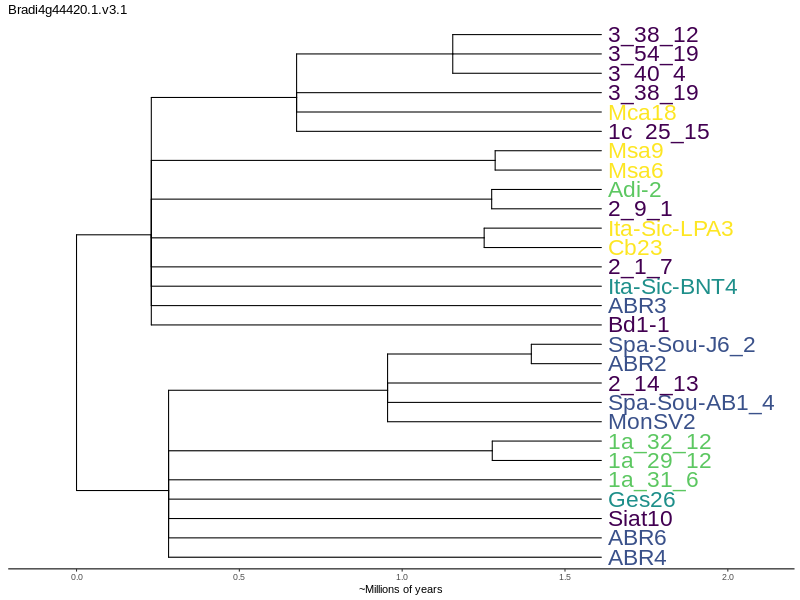 Bradi4g44420.1.v3.1
3_38_12
3_54_19
3_40_4
3_38_19
Mca18
1c_25_15
Msa9
Msa6
Adi-2
2_9_1
Ita-Sic-LPA3
Cb23
2_1_7
Ita-Sic-BNT4
ABR3
Bd1-1
Spa-Sou-J6_2
ABR2
2_14_13
Spa-Sou-AB1_4
MonSV2
1a_32_12
1a_29_12
1a_31_6
Ges26
Siat10
ABR6
ABR4
0.0 0.5 1.0 1.5 2.0
~Millions of years